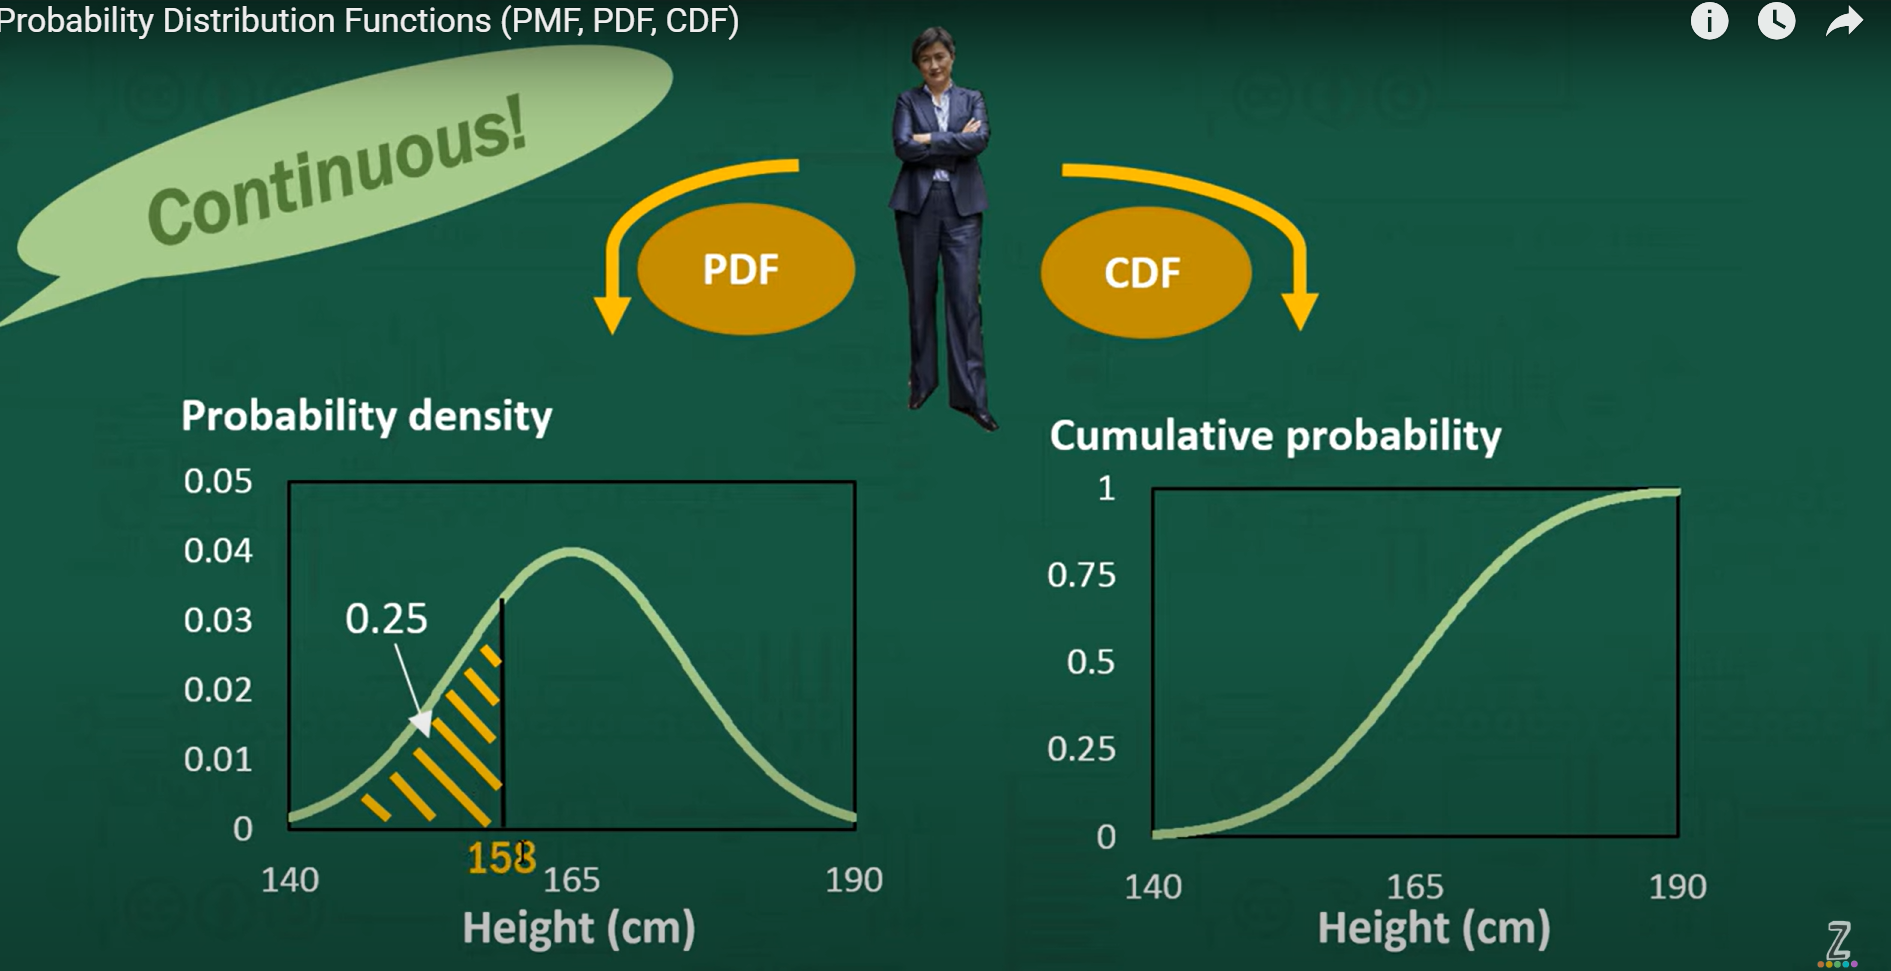 Probability Distribution Functions (PMF, PDF, CDF)
Continuous!
PDF
CDF
Probability density
0.05
0.04
0.03
0.02
0.01
0
0.25
158
140
165
190
Height (cm)
Cumulative probability
1
0.75
0.5
0.25
0
140
165
190
Height (cm)
Z